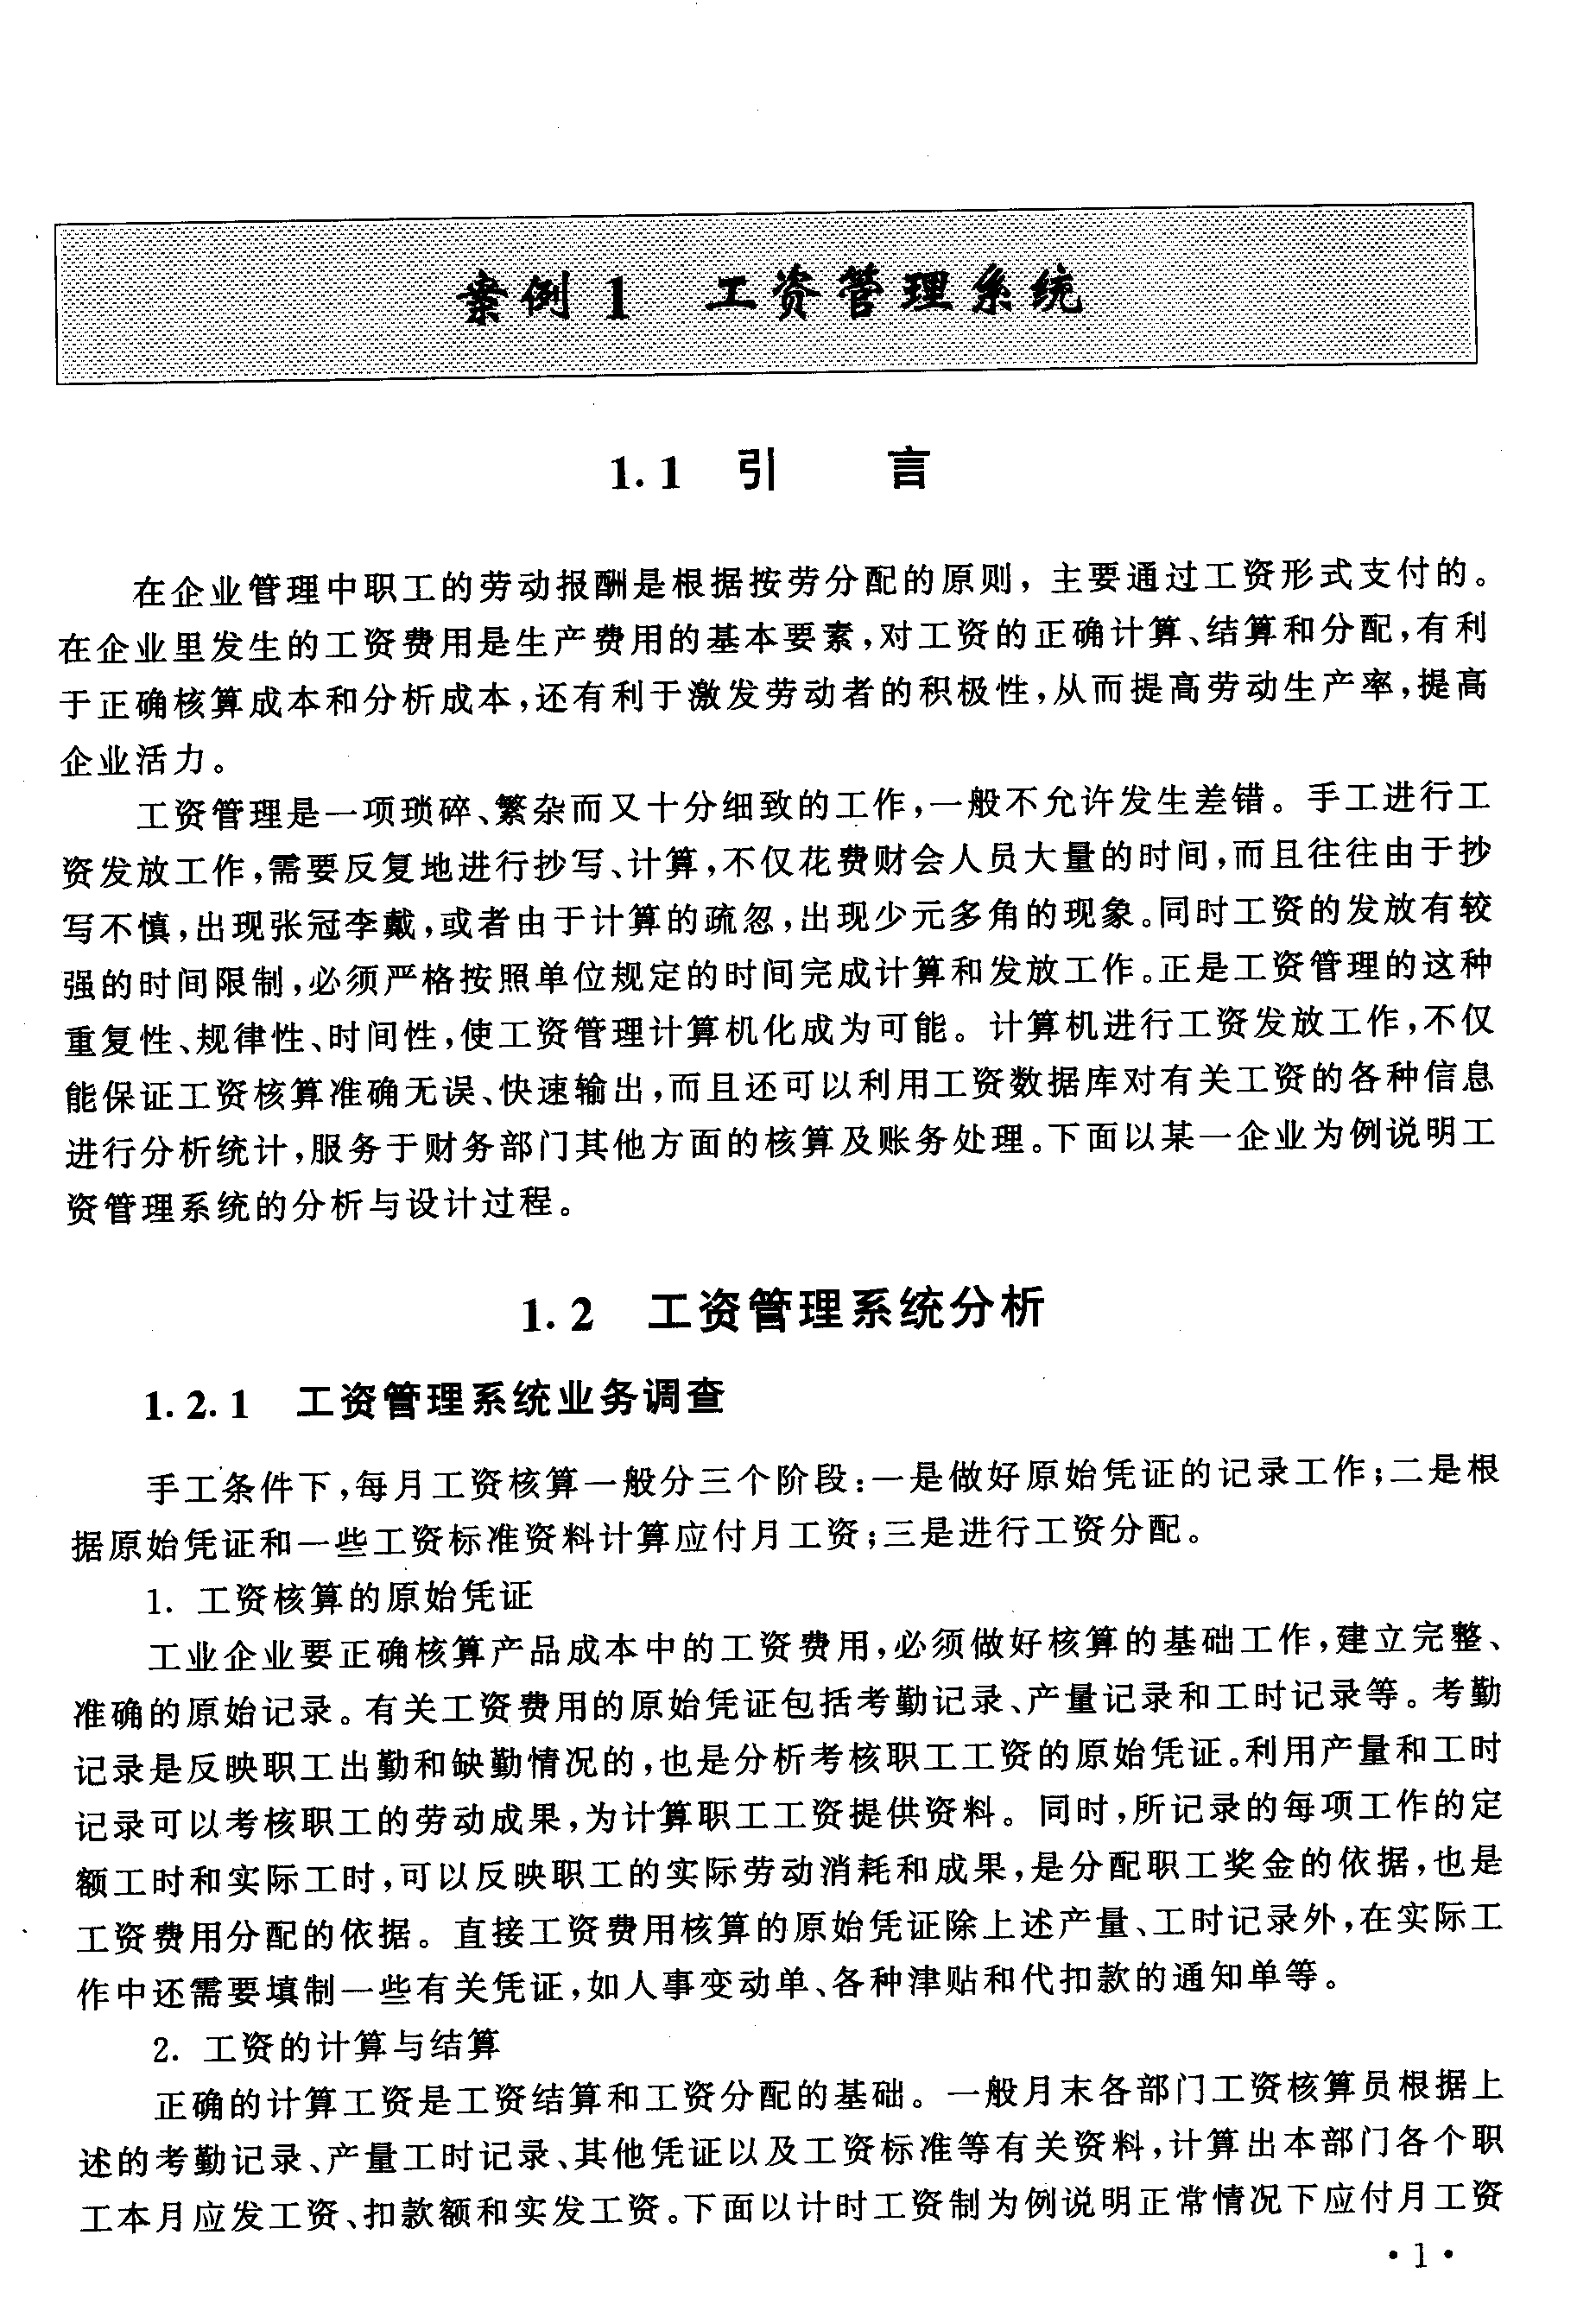 案例1 工资管理系统
1.1 引 言
在企业管理中职工的劳动报酬是根据按劳分配的原则，主要通过工资形式支付的。
在企业里发生的工资费用是生产费用的基本要素,对工资的正确计算、结算和分配,有利
于正确核算成本和分析成本,还有利于激发劳动者的积极性,从而提高劳动生产率,提高
企业活力。
工资管理是一项琐碎、繁杂而又十分细致的工作,一般不允许发生差错。手工进行工
资发放工作,需要反复地进行抄写、计算,不仅花费财会人员大量的时间,而且往往由于抄
写不慎,出现张冠李戴,或者由于计算的疏忽,出现少元多角的现象。同时工资的发放有较
强的时间限制,必须严格按照单位规定的时间完成计算和发放工作。正是工资管理的这种
重复性、规律性、时间性,使工资管理计算机化成为可能。计算机进行工资发放工作,不仅
能保证工资核算准确无误、快速输出,而且还可以利用工资数据库对有关工资的各种信息
进行分析统计,服务于财务部门其他方面的核算及账务处理。下面以某一企业为例说明工
资管理系统的分析与设计过程。
1.2 工资管理系统分析
1.2.1 工资管理系统业务调查
手工条件下,每月工资核算一般分三个阶段:一是做好原始凭证的记录工作;二是根
据原始凭证和一些工资标准资料计算应付月工资;三是进行工资分配。
1. 工资核算的原始凭证
工业企业要正确核算产品成本中的工资费用,必须做好核算的基础工作,建立完整、
准确的原始记录。有关工资费用的原始凭证包括考勤记录、产量记录和工时记录等。考勤
记录是反映职工出勤和缺勤情况的,也是分析考核职工工资的原始凭证。利用产量和工时
记录可以考核职工的劳动成果,为计算职工工资提供资料。同时,所记录的每项工作的定
额工时和实际工时,可以反映职工的实际劳动消耗和成果,是分配职工奖金的依据,也是
工资费用分配的依据。直接工资费用核算的原始凭证除上述产量、工时记录外,在实际工
作中还需要填制一些有关凭证,如人事变动单、各种津贴和代扣款的通知单等。
2. 工资的计算与结算
正确的计算工资是工资结算和工资分配的基础。一般月末各部门工资核算员根据上
述的考勤记录、产量工时记录、其他凭证以及工资标准等有关资料,计算出本部门各个职
工本月应发工资、扣款额和实发工资。下面以计时工资制为例说明正常情况下应付月工资
•1•